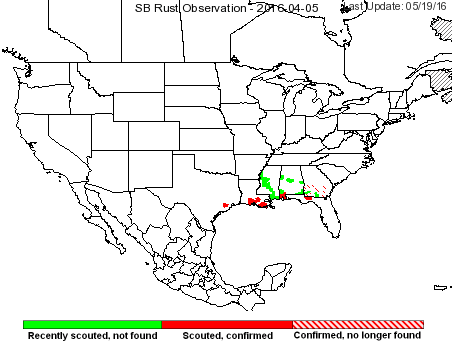 SB Rust Observation - 2016-04-05
Last Update: 05/19/16
Recently scouted, not found
Scouted, confirmed
Confirmed, no longer found